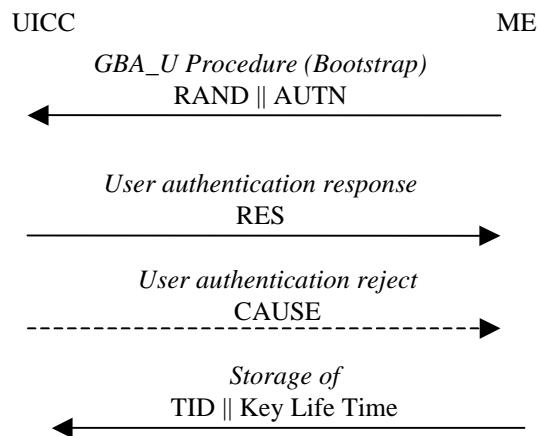 UICC ME
GBA_U Procedure (Bootstrap)
RAND || AUTN
User authentication response
RES
User authentication reject
CAUSE
Storage of
TID || Key Life Time